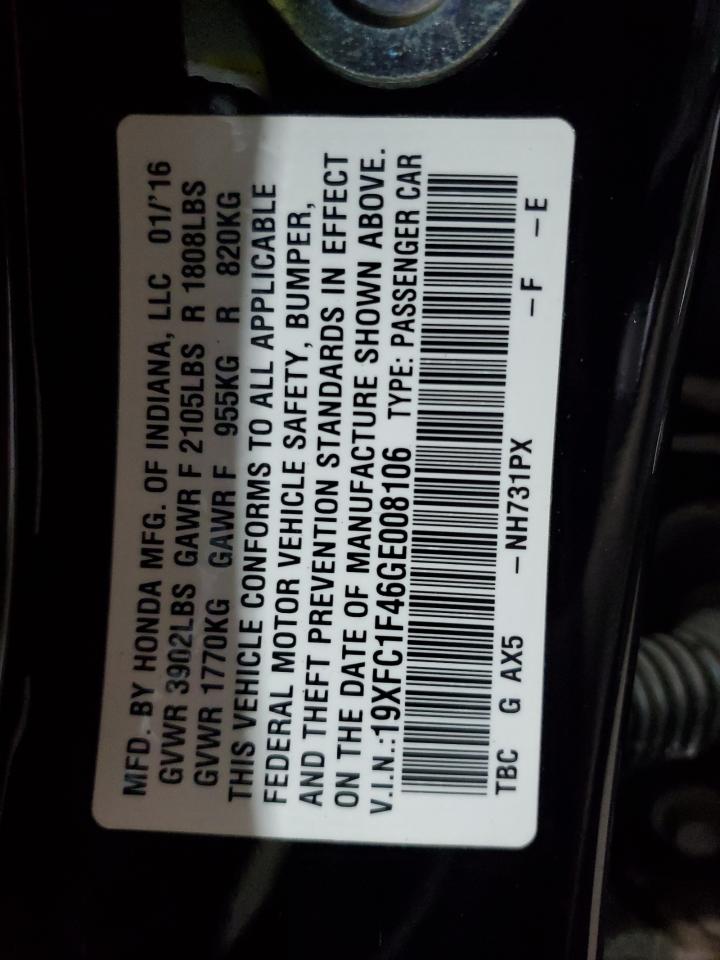 MFD. BY HONDA MFG. OF INDIANA, LLC 01/'16
GVWR 3902LBS GAWR F 2105LBS R 1808LBS
GVWR 1770KG GAWR F 955KG R 820KG
THIS VEHICLE CONFORMS TO ALL APPLICABLE
FEDERAL MOTOR VEHICLE SAFETY, BUMPER,
AND THEFT PREVENTION STANDARDS IN EFFECT
ON THE DATE OF MANUFACTURE SHOWN ABOVE.
V.I.N.:19XFC1F46GE008106 TYPE: PASSENGER CAR
TBC G AX5 –NH731PX –F –E